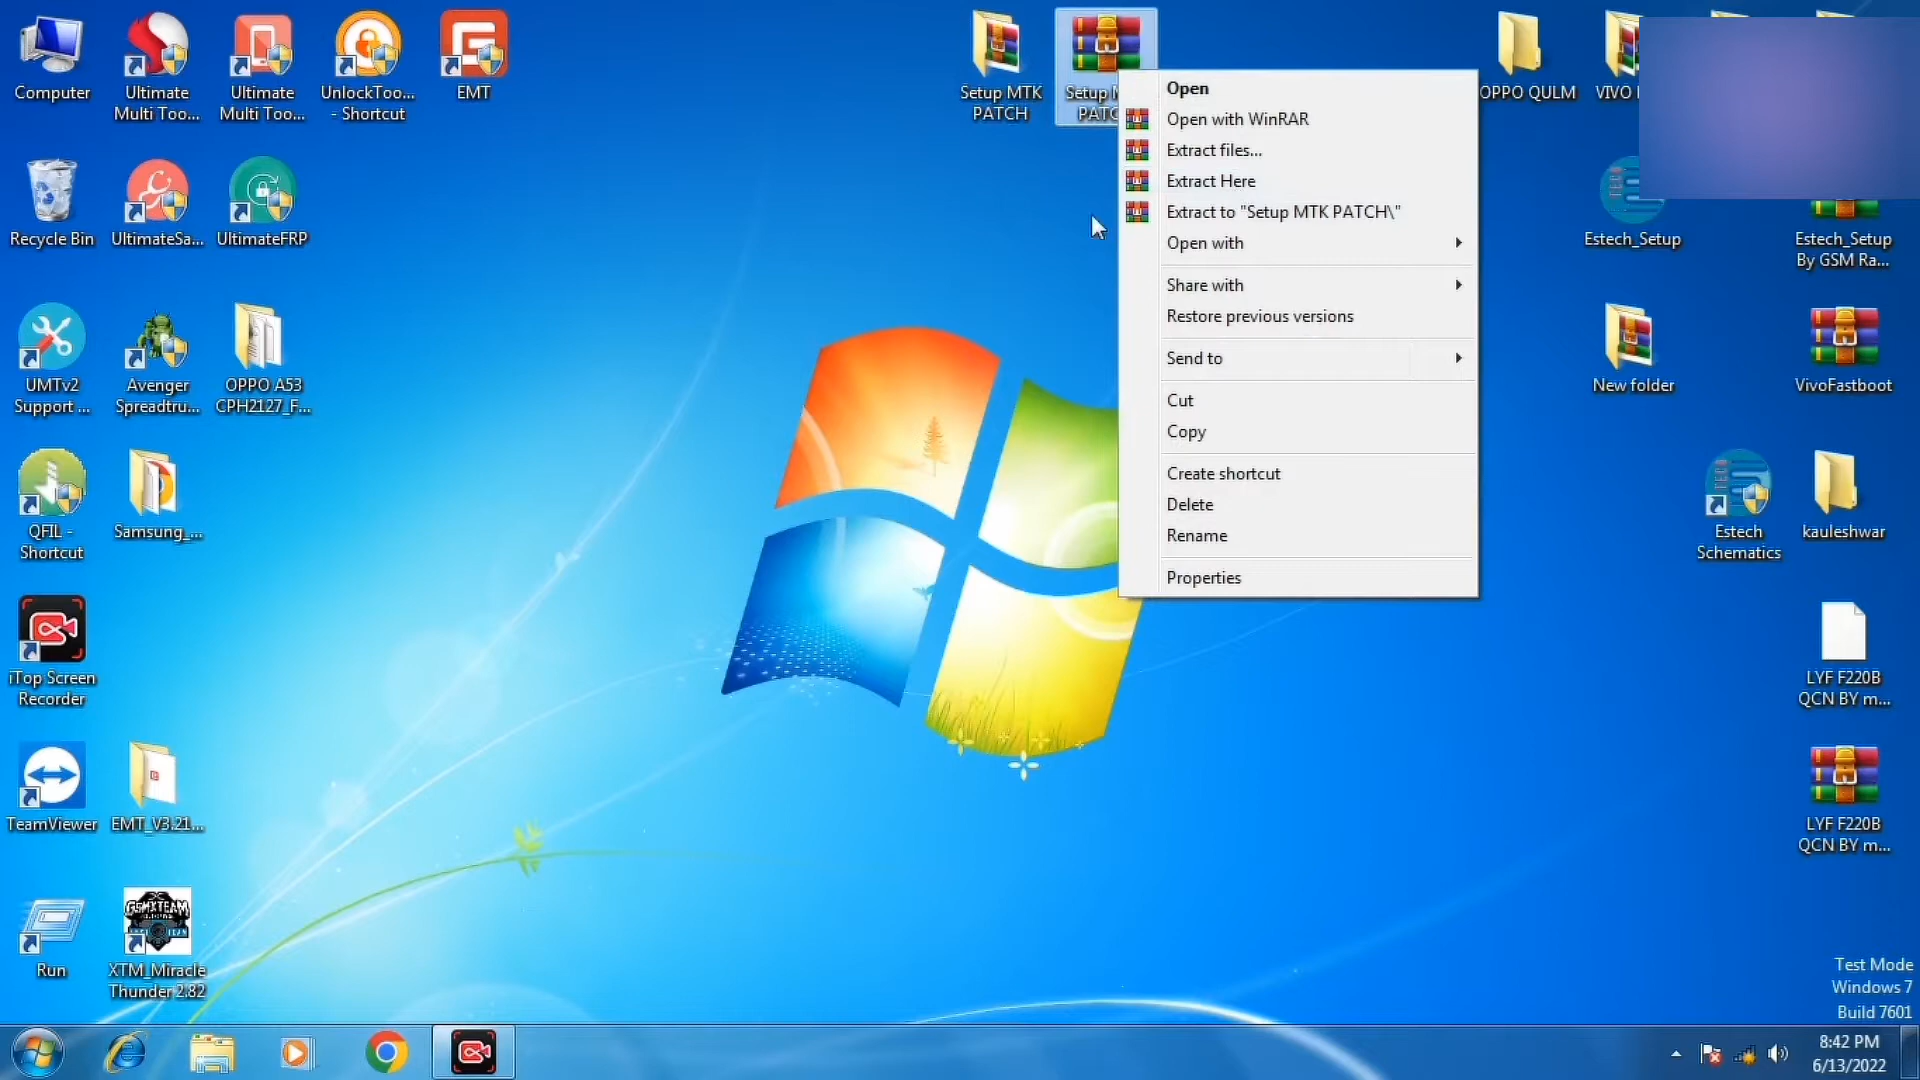 Computer
Ultimate
Multi Too...
Ultimate
Multi Too...
UnlockToo...
- Shortcut
EMT
Setup MTK
PATCH
Setup
OPPO QULM
VIVO
Recycle Bin
UltimateSa...
UltimateFRP
Open
Open with WinRAR
Extract files...
Extract Here
Extract to "Setup MTK PATCH\"
Open with
Share with
Restore previous versions
Send to
Cut
Copy
Create shortcut
Delete
Rename
Properties
Estech_Setup
Estech_Setup
By GSM Ra...
UMTv2
Support ...
Avenger
Spreadtru...
OPPO A53
CPH2127_F...
New folder
VivoFastboot
QFIL -
Shortcut
Samsung_...
Estech
Schematics
kauleshwar
iTop Screen
Recorder
LYF F220B
QCN BY m...
TeamViewer
EMT_V3.21...
LYF F220B
QCN BY m...
Run
GSMXTEAM
XTM_Miracle
Thunder 2.82
Test Mode
Windows 7
Build 7601
8:42 PM
6/13/2022